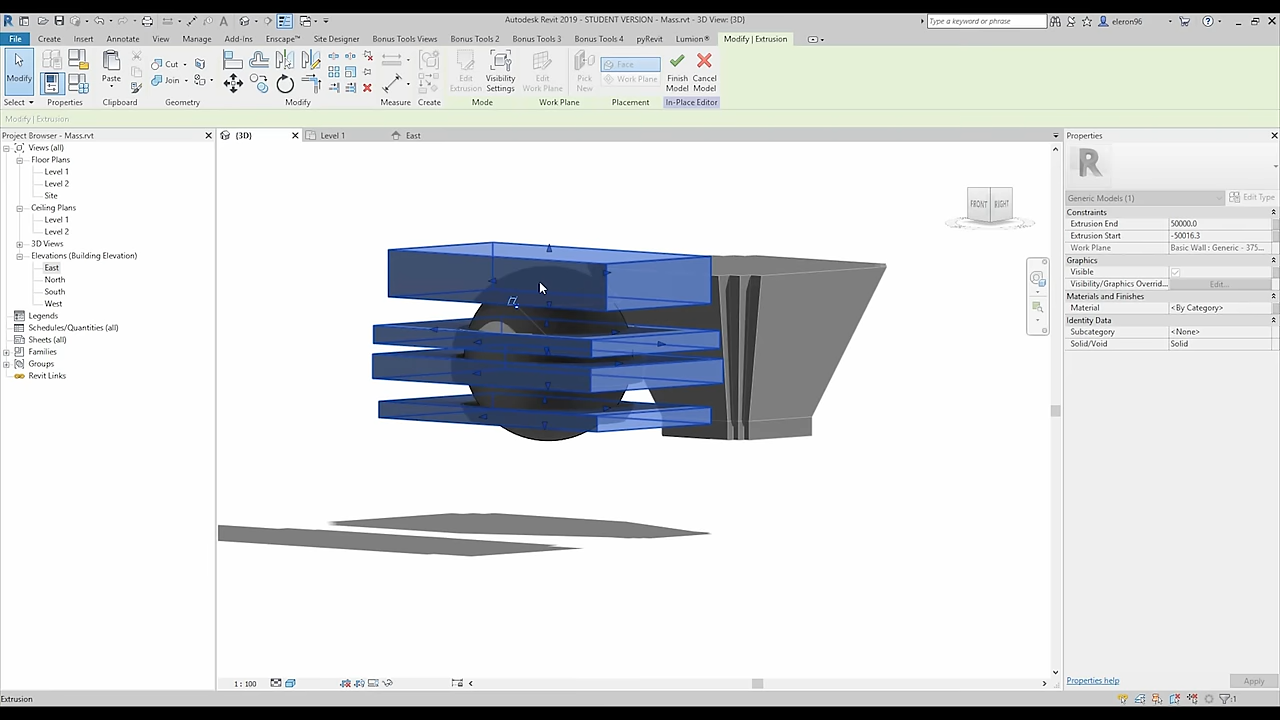 Autodesk Revit 2019 - STUDENT VERSION - Mass.rvt - 3D View: {3D}
Type a keyword or phrase
eleron96
File Create Insert Annotate View Manage Add-Ins Enscape™ Site Designer Bonus Tools Views Bonus Tools 2 Bonus Tools 3 Bonus Tools 4 pyRevit Lumion® Modify | Extrusion
Cut
Join
Face
Work Plane
Modify
Paste
Edit Extrusion
Visibility Settings
Edit Work Plane
Pick New
Finish Model
Cancel Model
Select Properties Clipboard Geometry Modify Measure Create Mode Work Plane Placement In-Place Editor
Modify | Extrusion
Project Browser - Mass.rvt
{3D}
Level 1
East
Properties
Views (all)
Floor Plans
Level 1
Level 2
Site
Ceiling Plans
Level 1
Level 2
3D Views
Elevations (Building Elevation)
East
North
South
West
Legends
Schedules/Quantities (all)
Sheets (all)
Families
Groups
Revit Links
FRONT RIGHT
Generic Models (1)
Edit Type
Constraints
Extrusion End 50000.0
Extrusion Start -50016.3
Work Plane Basic Wall : Generic - 375...
Graphics
Visible
Visibility/Graphics Overrid... Edit...
Materials and Finishes
Material <By Category>
Identity Data
Subcategory <None>
Solid/Void Solid
1 : 100
Properties help
Apply
Extrusion
:1